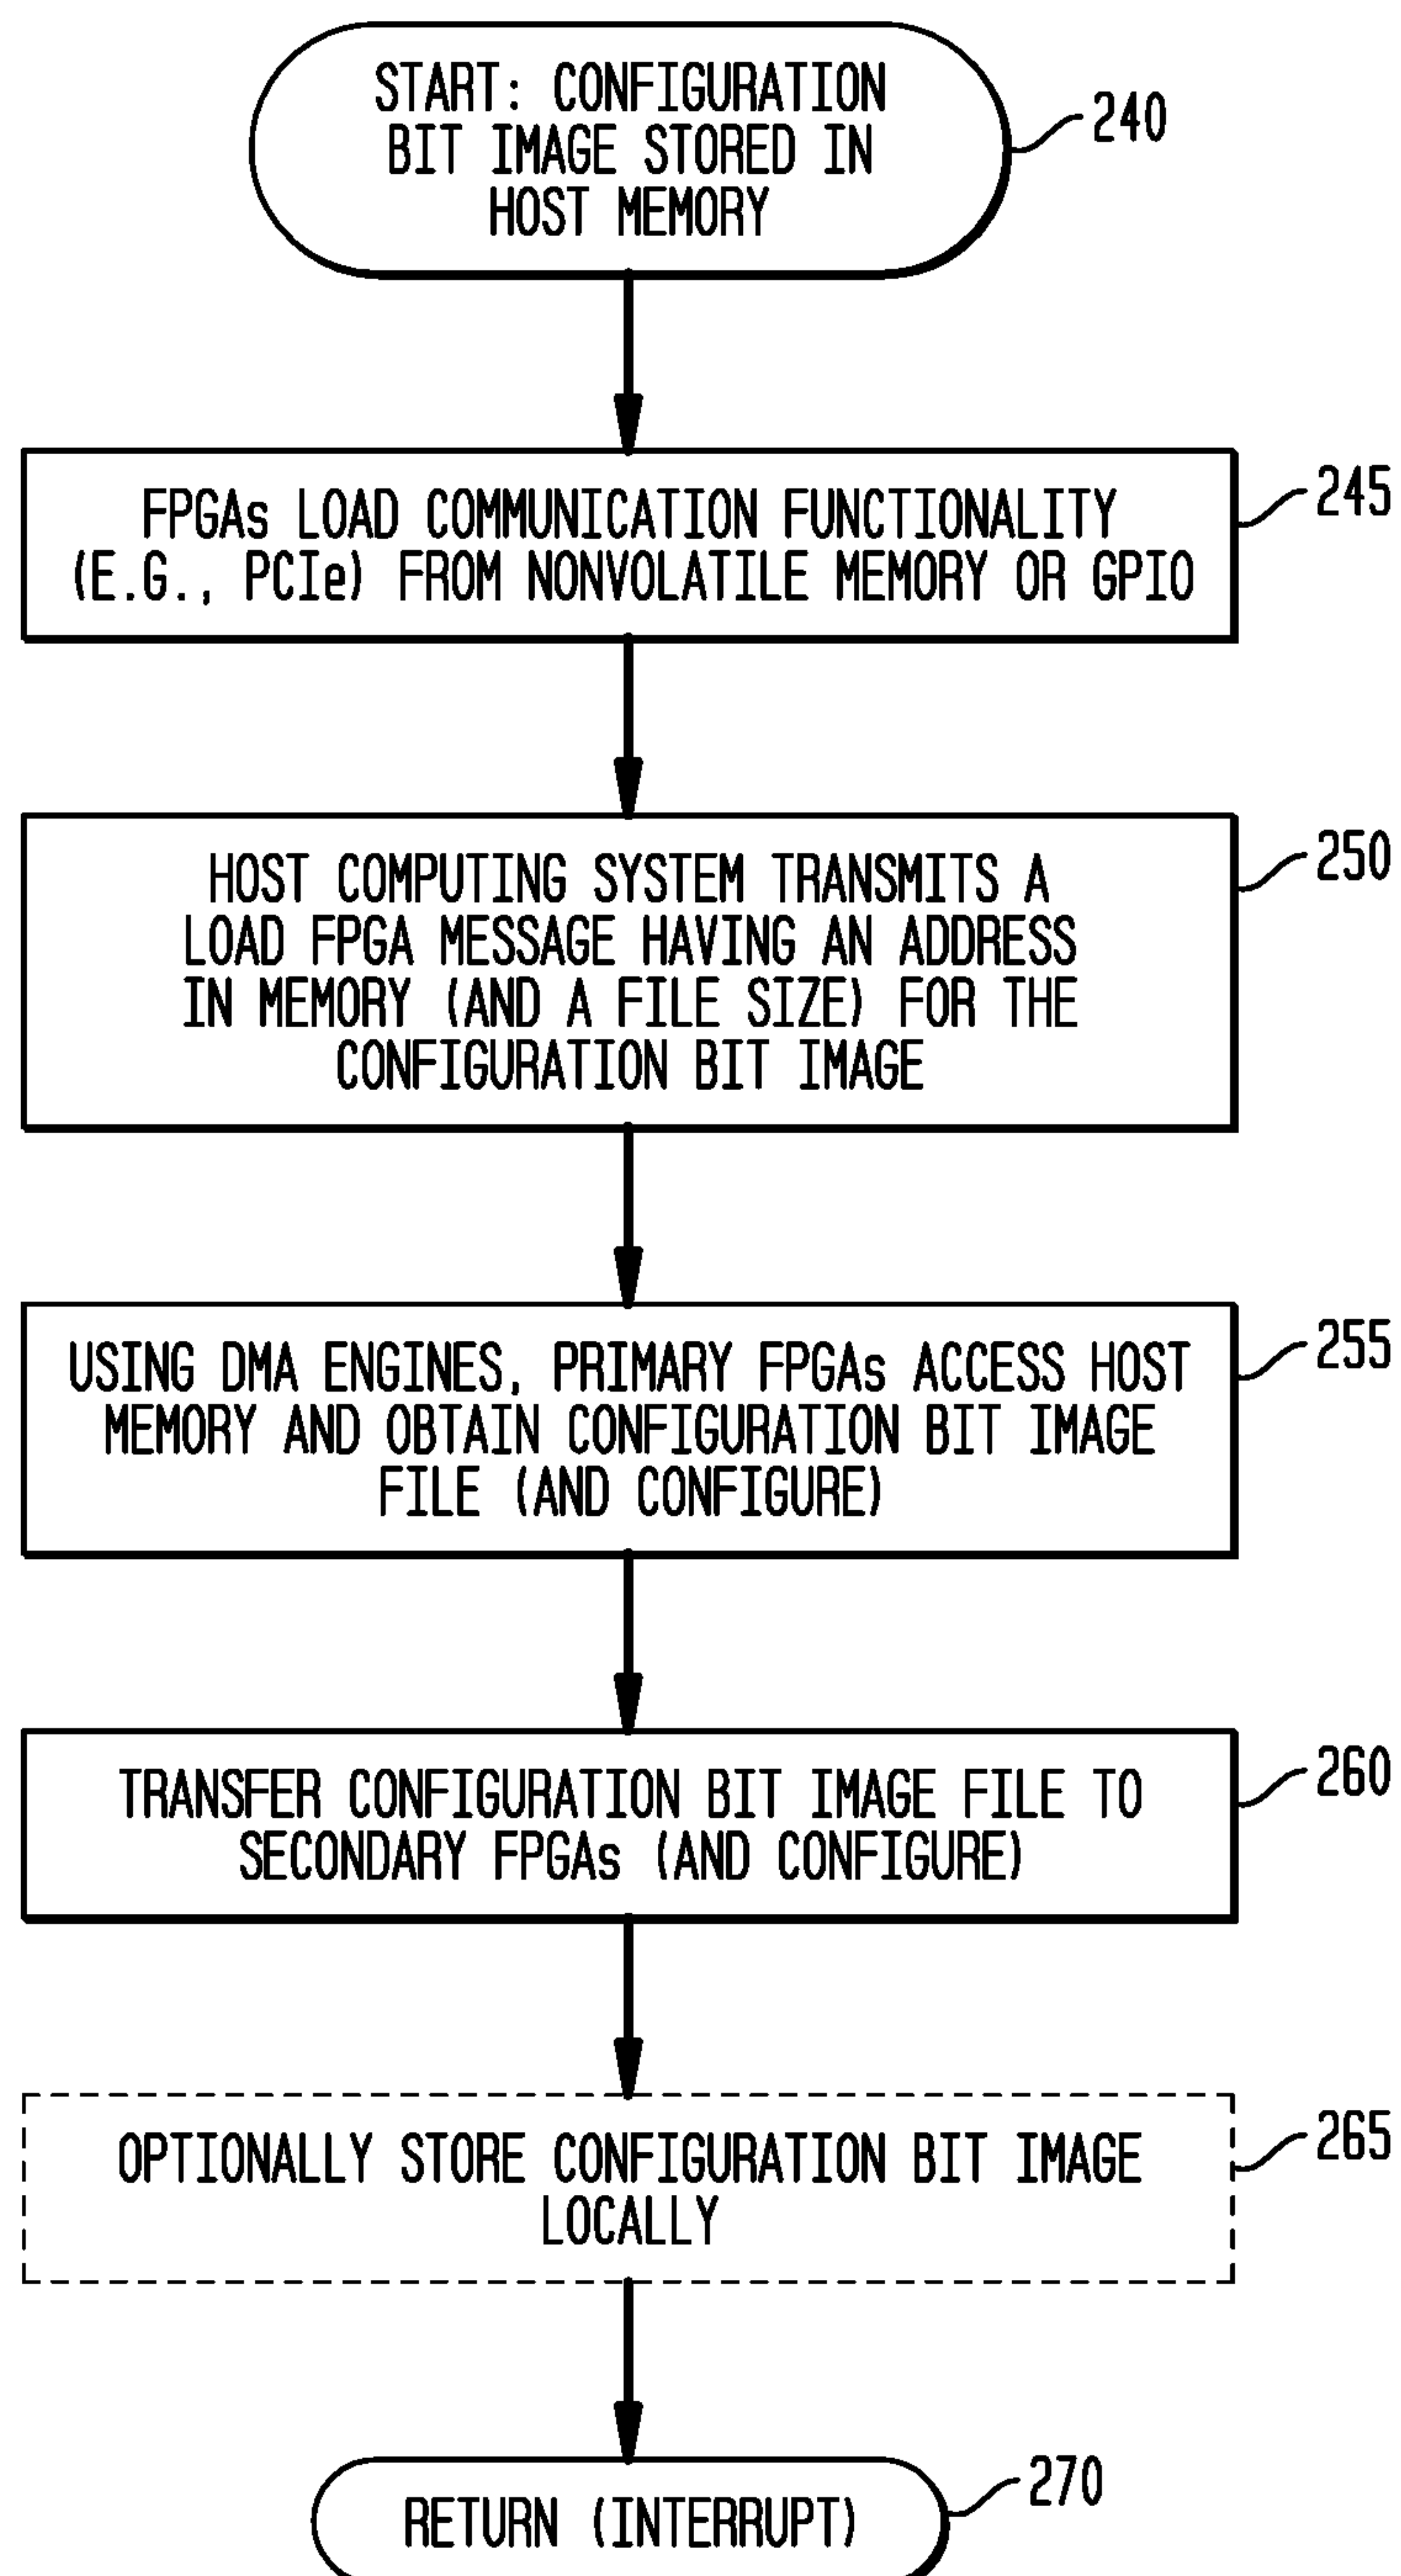 START: CONFIGURATION
BIT IMAGE STORED IN
HOST MEMORY
240
FPGAs LOAD COMMUNICATION FUNCTIONALITY
(E.G., PCIe) FROM NONVOLATILE MEMORY OR GPIO
245
HOST COMPUTING SYSTEM TRANSMITS A
LOAD FPGA MESSAGE HAVING AN ADDRESS
IN MEMORY (AND A FILE SIZE) FOR THE
CONFIGURATION BIT IMAGE
250
USING DMA ENGINES, PRIMARY FPGAs ACCESS HOST
MEMORY AND OBTAIN CONFIGURATION BIT IMAGE
FILE (AND CONFIGURE)
255
TRANSFER CONFIGURATION BIT IMAGE FILE TO
SECONDARY FPGAs (AND CONFIGURE)
260
OPTIONALLY STORE CONFIGURATION BIT IMAGE
LOCALLY
265
RETURN (INTERRUPT)
270